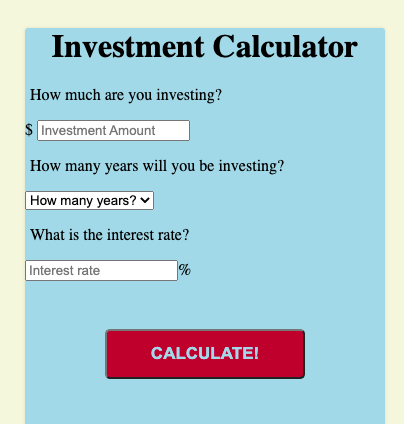 Investment Calculator
How much are you investing?
$ Investment Amount
How many years will you be investing?
How many years?
What is the interest rate?
Interest rate %
CALCULATE!